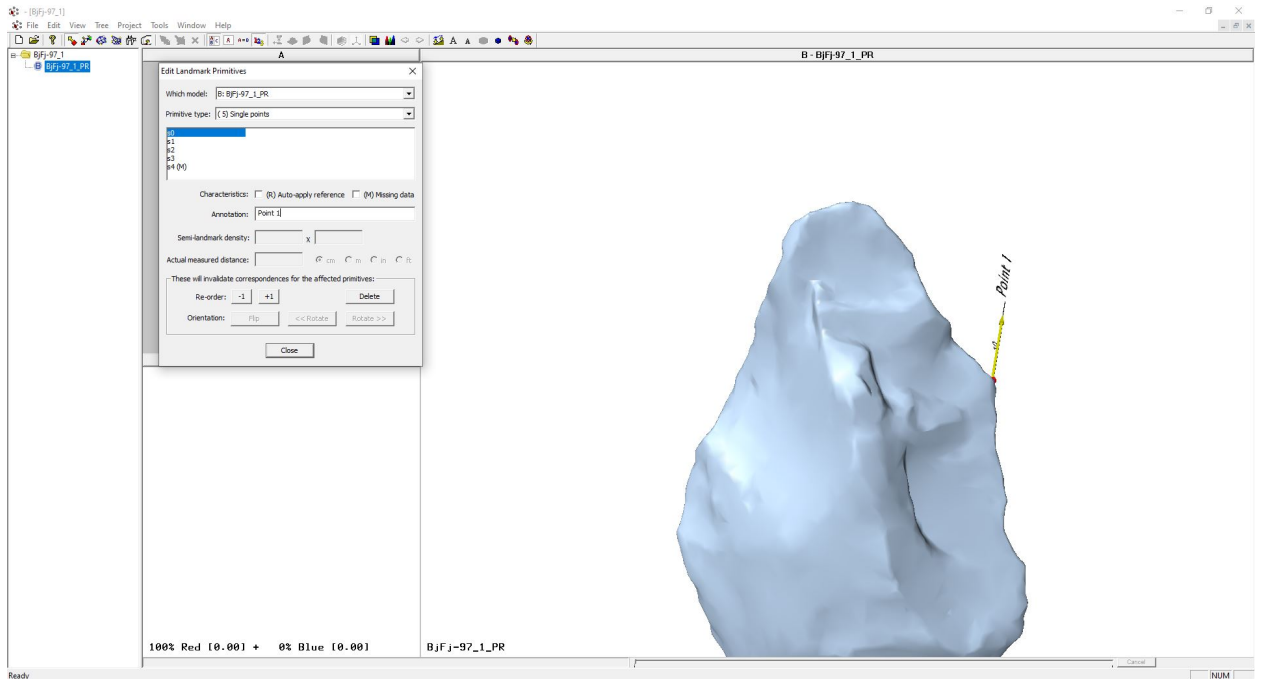 - [BjFj-97_1]
File Edit View Tree Project Tools Window Help
BjFj-97_1
BjFj-97_1_PR
A
B - BjFj-97_1_PR
Edit Landmark Primitives
Which model: B: BjFj-97_1_PR
Primitive type: ( 5) Single points
s0
s1
s2
s3
s4 (M)
Characteristics: (R) Auto-apply reference (M) Missing data
Annotation: Point 1
Semi-landmark density: X
Actual measured distance: cm m in ft
These will invalidate correspondences for the affected primitives:
Re-order: -1 +1 Delete
Orientation: Flip << Rotate Rotate >>
Close
Point 1
100% Red [0.00] + 0% Blue [0.00]
BjFj-97_1_PR
Cancel
Ready
NUM